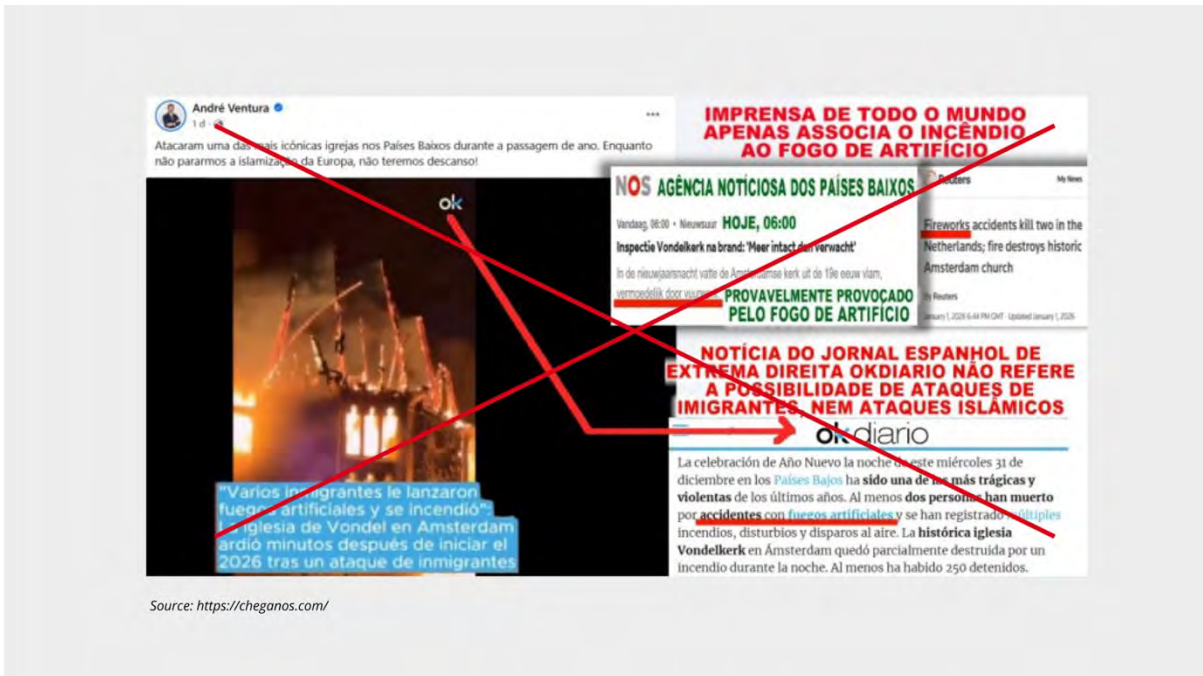 André Ventura
1 d
Atacaram uma das mais icónicas igrejas nos Países Baixos durante a passagem de ano. Enquanto
não pararmos a islamização da Europa, não teremos descanso!
ok
"Varios inmigrantes le lanzaron
fuegos artificiales y se incendió":
La iglesia de Vondel en Amsterdam
ardió minutos después de iniciar el
2026 tras un ataque de inmigrantes
IMPRENSA DE TODO O MUNDO
APENAS ASSOCIA O INCÊNDIO
AO FOGO DE ARTIFÍCIO
NOS AGÊNCIA NOTÍCIOSA DOS PAÍSES BAIXOS
Vandaag, 06:00 • Nieuwsuur HOJE, 06:00
Inspectie Vondelkerk na brand: 'Meer intact dan verwacht'
In de nieuwjaarsnacht vatte de Amsterdamse kerk uit de 19e eeuw vlam,
vermoedelijk door
PROVAVELMENTE PROVOCADO
PELO FOGO DE ARTIFÍCIO
Reuters
My News
Fireworks accidents kill two in the
Netherlands; fire destroys historic
Amsterdam church
By Reuters
January 1, 2026 6:44 PM GMT · Updated January 1, 2026
NOTÍCIA DO JORNAL ESPANHOL DE
EXTREMA DIREITA OKDIARIO NÃO REFERE
A POSSIBILIDADE DE ATAQUES DE
IMIGRANTES, NEM ATAQUES ISLÂMICOS
okdiario
La celebración de Año Nuevo la noche de este miércoles 31 de
diciembre en los Países Bajos ha sido una de las más trágicas y
violentas de los últimos años. Al menos dos personas han muerto
por accidentes con fuegos artificiales y se han registrado múltiples
incendios, disturbios y disparos al aire. La histórica iglesia
Vondelkerk en Ámsterdam quedó parcialmente destruida por un
incendio durante la noche. Al menos ha habido 250 detenidos.
Source: https://cheganos.com/